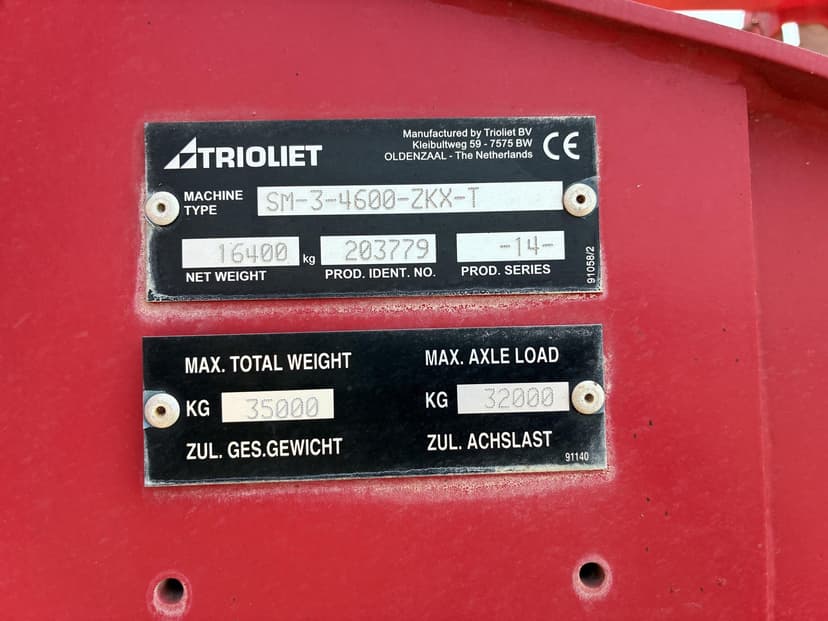 TRIOLIET
Manufactured by Trioliet BV
Kleibultweg 59 - 7575 BW
OLDENZAAL - The Netherlands
CE
MACHINE TYPE SM-3-4600-ZKX-T
16400 kg 203779 -14-
NET WEIGHT PROD. IDENT. NO. PROD. SERIES
91058/2
MAX. TOTAL WEIGHT MAX. AXLE LOAD
KG 35000 KG 32000
ZUL. GES.GEWICHT ZUL. ACHSLAST
91140